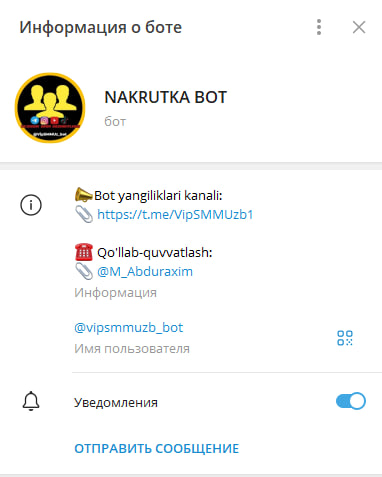 Информация о боте
NAKRUTKA BOT
бот
@VipSMMUz_bot
Bot yangiliklari kanali:
https://t.me/VipSMMUzb1
Qo'llab-quvvatlash:
@M_Abduraxim
Информация
@vipsmmuzb_bot
Имя пользователя
Уведомления
ОТПРАВИТЬ СООБЩЕНИЕ